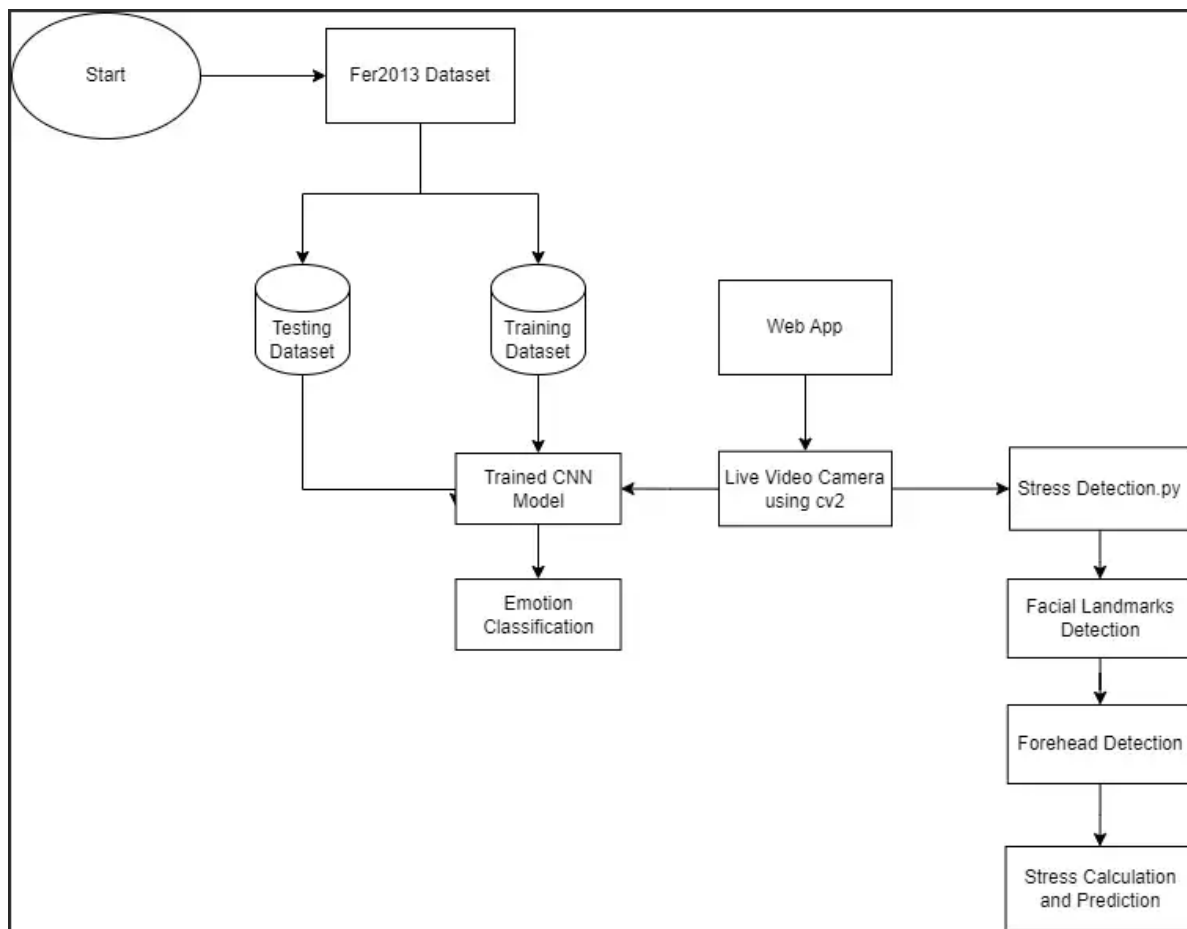 Start
Fer2013 Dataset
Testing
Dataset
Training
Dataset
Web App
Trained CNN
Model
Live Video Camera
using cv2
Stress Detection.py
Emotion
Classification
Facial Landmarks
Detection
Forehead Detection
Stress Calculation
and Prediction